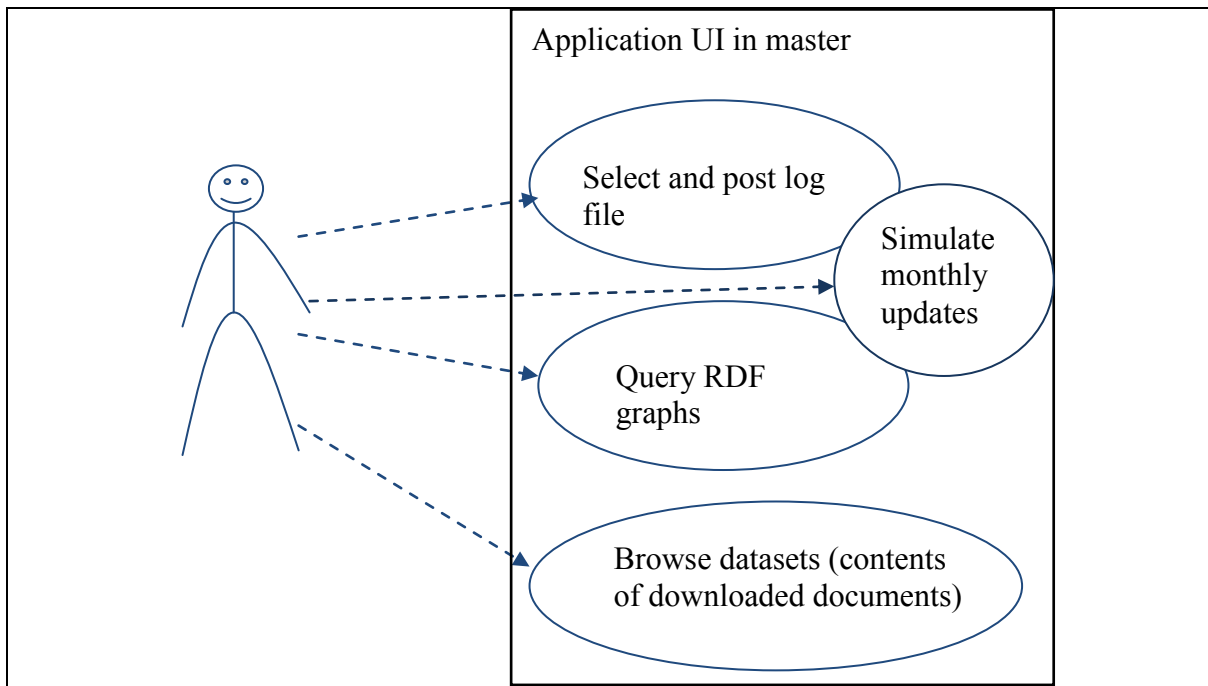 Application UI in master
Select and post log
file
Simulate
monthly
updates
Query RDF
graphs
Browse datasets (contents
of downloaded documents)